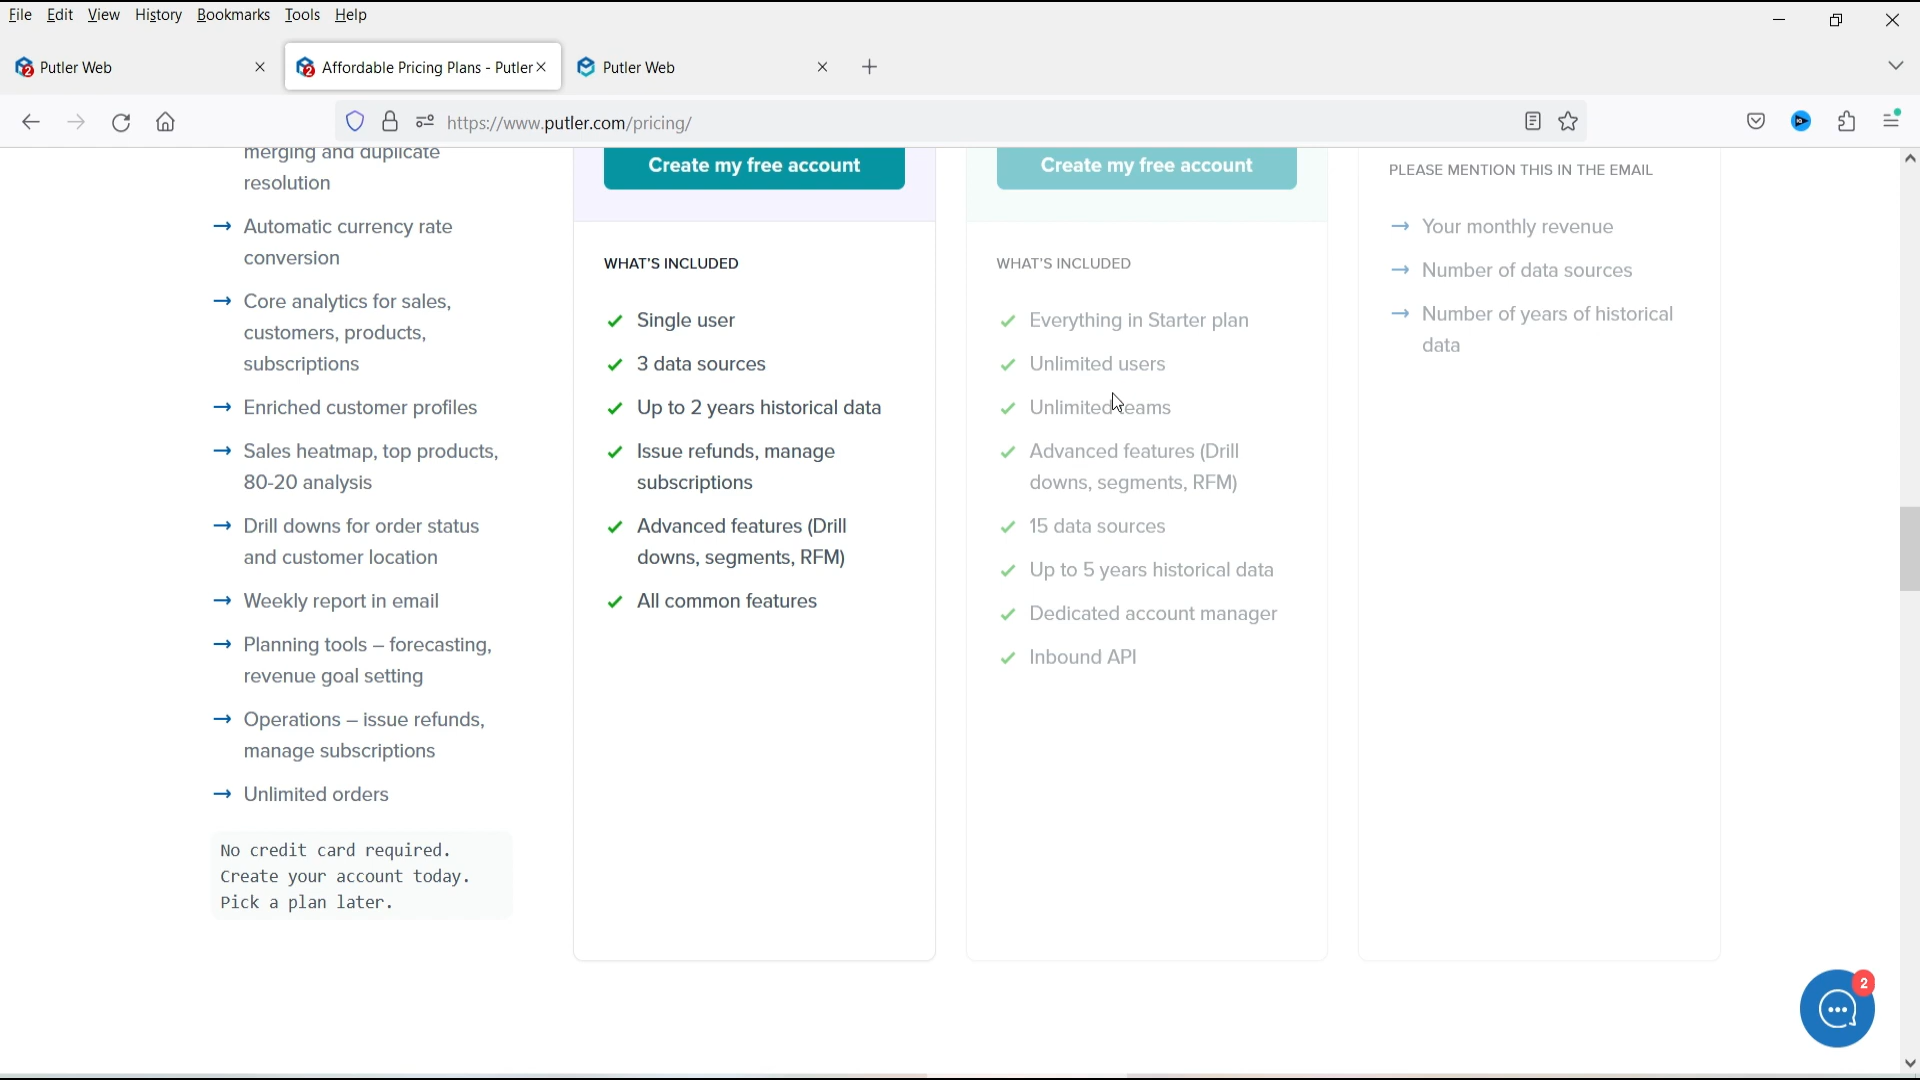 File Edit View History Bookmarks Tools Help
Putler Web
Affordable Pricing Plans - Putler
Putler Web
https://www.putler.com/pricing/
merging and duplicate
resolution
Automatic currency rate
conversion
Core analytics for sales,
customers, products,
subscriptions
Enriched customer profiles
Sales heatmap, top products,
80-20 analysis
Drill downs for order status
and customer location
Weekly report in email
Planning tools – forecasting,
revenue goal setting
Operations – issue refunds,
manage subscriptions
Unlimited orders
No credit card required.
Create your account today.
Pick a plan later.
Create my free account
WHAT'S INCLUDED
Single user
3 data sources
Up to 2 years historical data
Issue refunds, manage
subscriptions
Advanced features (Drill
downs, segments, RFM)
All common features
Create my free account
WHAT'S INCLUDED
Everything in Starter plan
Unlimited users
Unlimited teams
Advanced features (Drill
downs, segments, RFM)
15 data sources
Up to 5 years historical data
Dedicated account manager
Inbound API
PLEASE MENTION THIS IN THE EMAIL
Your monthly revenue
Number of data sources
Number of years of historical
data
2